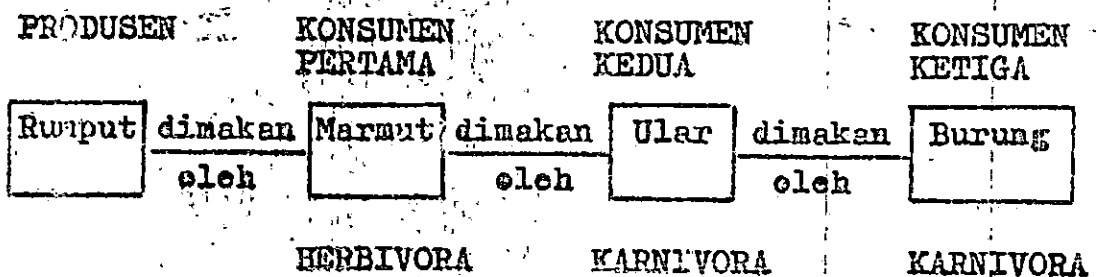 PRODUSEN KONSUMEN KONSUMEN KONSUMEN
PERTAMA KEDUA KETIGA
Rumput dimakan Marmut dimakan Ular dimakan Burung
oleh oleh oleh
HERBIVORA KARNIVORA KARNIVORA